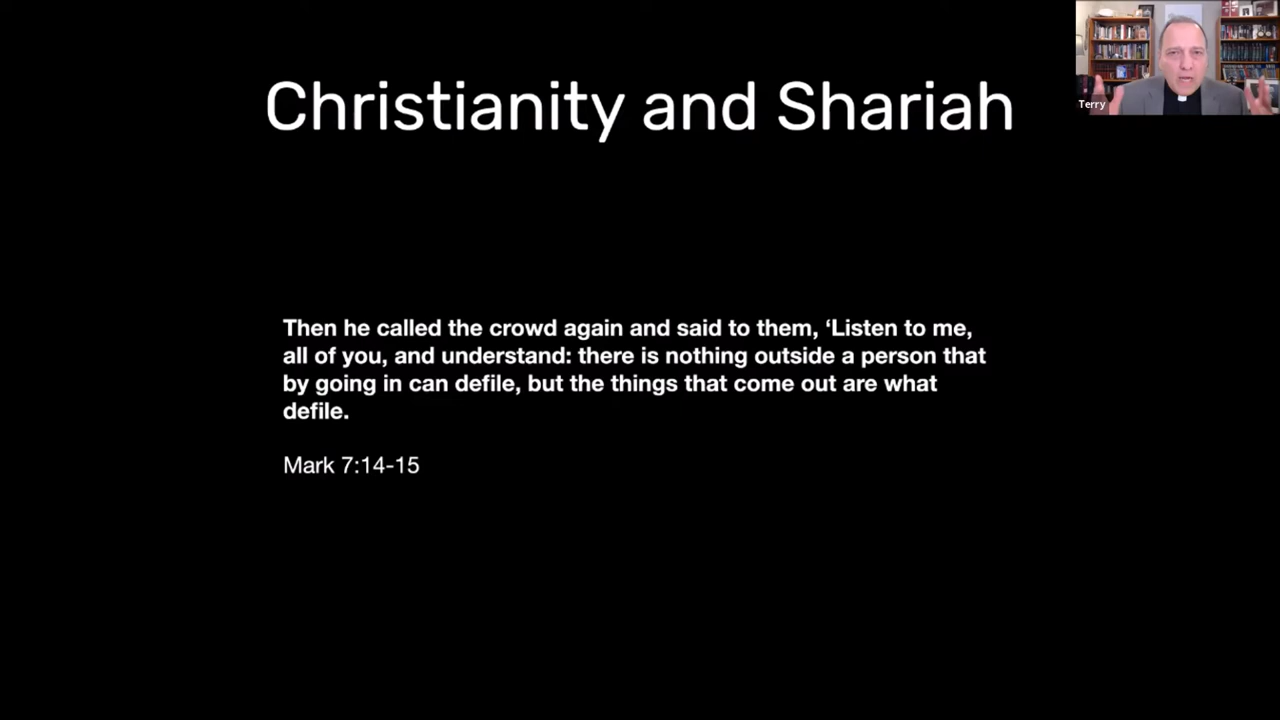 Christianity and Shariah
Terry
Then he called the crowd again and said to them, ‘Listen to me,
all of you, and understand: there is nothing outside a person that
by going in can defile, but the things that come out are what
defile.
Mark 7:14-15